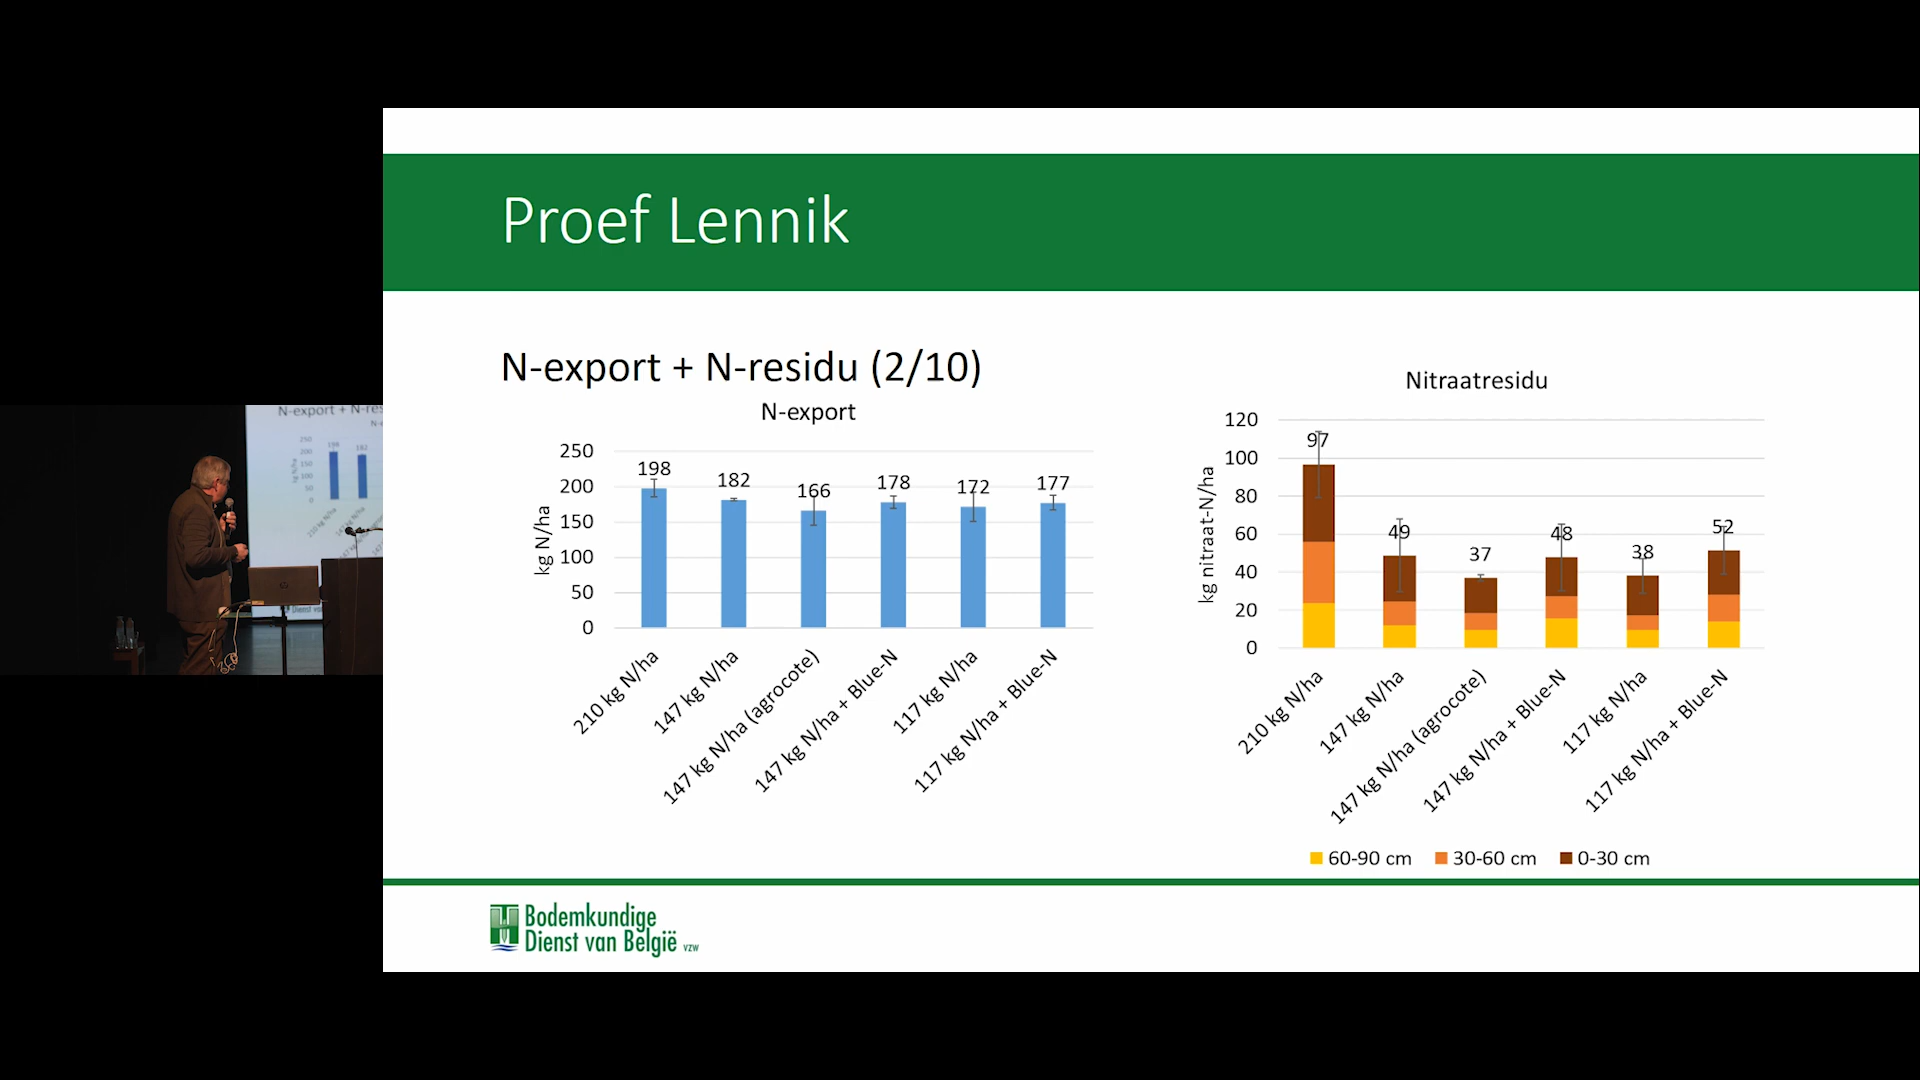 Proef Lennik
N-export + N-residu (2/10)
N-export
kg N/ha
250
200
150
100
50
0
198
182
166
178
172
177
210 kg N/ha
147 kg N/ha
147 kg N/ha (agrocote)
147 kg N/ha + Blue-N
117 kg N/ha
117 kg N/ha + Blue-N
Nitraatresidu
kg nitraat-N/ha
120
100
80
60
40
20
0
97
49
37
48
38
52
210 kg N/ha
147 kg N/ha
147 kg N/ha (agrocote)
147 kg N/ha + Blue-N
117 kg N/ha
117 kg N/ha + Blue-N
60-90 cm
30-60 cm
0-30 cm
Bodemkundige
Dienst van België vzw
N-export + N-res